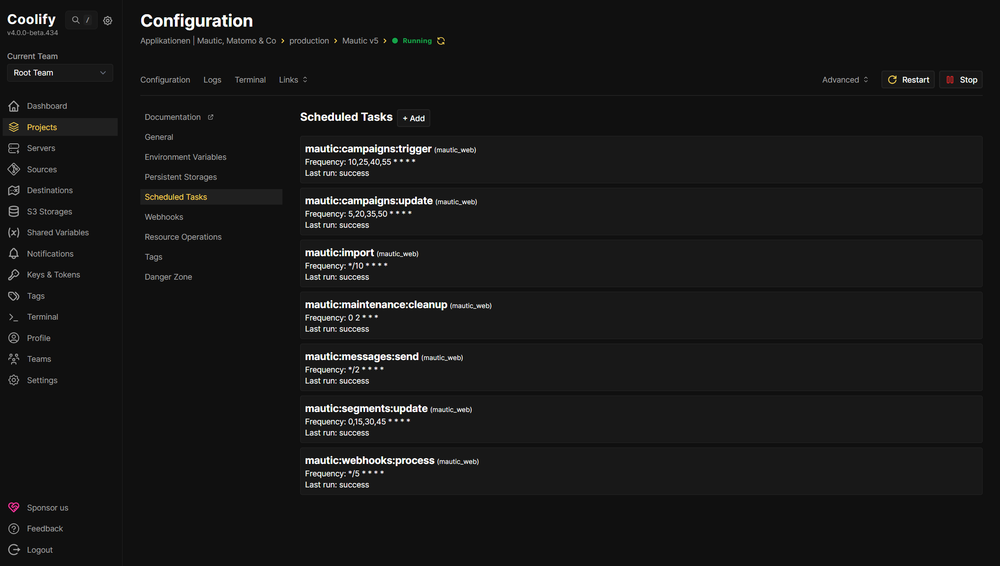 Coolify
/
v4.0.0-beta.434
Current Team
Root Team
Dashboard
Projects
Servers
Sources
Destinations
S3 Storages
Shared Variables
Notifications
Keys & Tokens
Tags
Terminal
Profile
Teams
Settings
Sponsor us
Feedback
Logout
Configuration
Applikationen | Mautic, Matomo & Co > production > Mautic v5 > Running
Configuration Logs Terminal Links
Advanced Restart Stop
Documentation
General
Environment Variables
Persistent Storages
Scheduled Tasks
Webhooks
Resource Operations
Tags
Danger Zone
Scheduled Tasks + Add
mautic:campaigns:trigger (mautic_web)
Frequency: 10,25,40,55 * * * *
Last run: success
mautic:campaigns:update (mautic_web)
Frequency: 5,20,35,50 * * * *
Last run: success
mautic:import (mautic_web)
Frequency: */10 * * * *
Last run: success
mautic:maintenance:cleanup (mautic_web)
Frequency: 0 2 * * *
Last run: success
mautic:messages:send (mautic_web)
Frequency: */2 * * * *
Last run: success
mautic:segments:update (mautic_web)
Frequency: 0,15,30,45 * * * *
Last run: success
mautic:webhooks:process (mautic_web)
Frequency: */5 * * * *
Last run: success